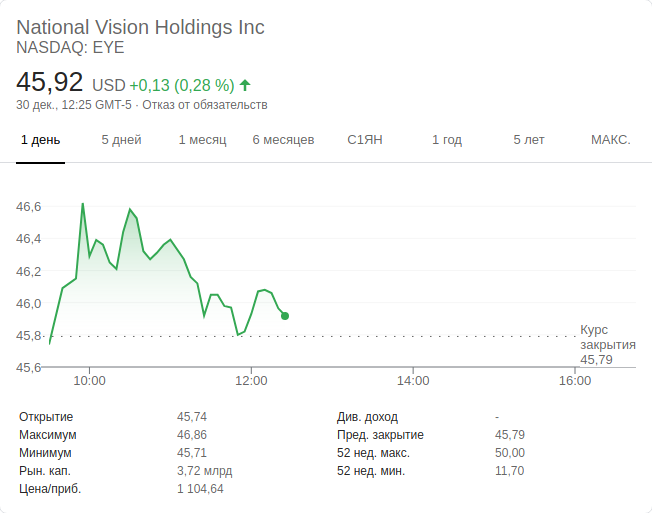 National Vision Holdings Inc
NASDAQ: EYE
45,92 USD +0,13 (0,28 %)
30 дек., 12:25 GMT-5 · Отказ от обязательств
1 день 5 дней 1 месяц 6 месяцев С1ЯН 1 год 5 лет МАКС.
46,6
46,4
46,2
46,0
45,8
45,6
Курс
закрытия
45,79
10:00 12:00 14:00 16:00
Открытие 45,74 Див. доход -
Максимум 46,86 Пред. закрытие 45,79
Минимум 45,71 52 нед. макс. 50,00
Рын. кап. 3,72 млрд 52 нед. мин. 11,70
Цена/приб. 1 104,64